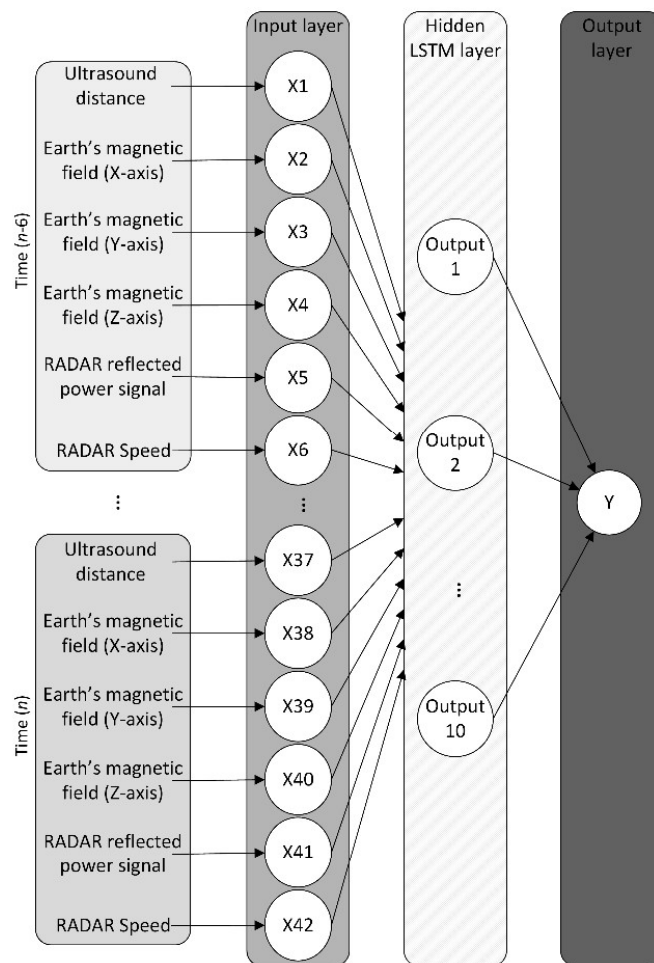 Input layer
Hidden
LSTM layer
Output
layer
Time (n-6)
Ultrasound
distance
X1
Earth's magnetic
field (X-axis)
X2
Earth's magnetic
field (Y-axis)
X3
Earth's magnetic
field (Z-axis)
X4
RADAR reflected
power signal
X5
RADAR Speed
X6
...
...
Time (n)
Ultrasound
distance
X37
Earth's magnetic
field (X-axis)
X38
Earth's magnetic
field (Y-axis)
X39
Earth's magnetic
field (Z-axis)
X40
RADAR reflected
power signal
X41
RADAR Speed
X42
Output
1
Output
2
...
Output
10
Y